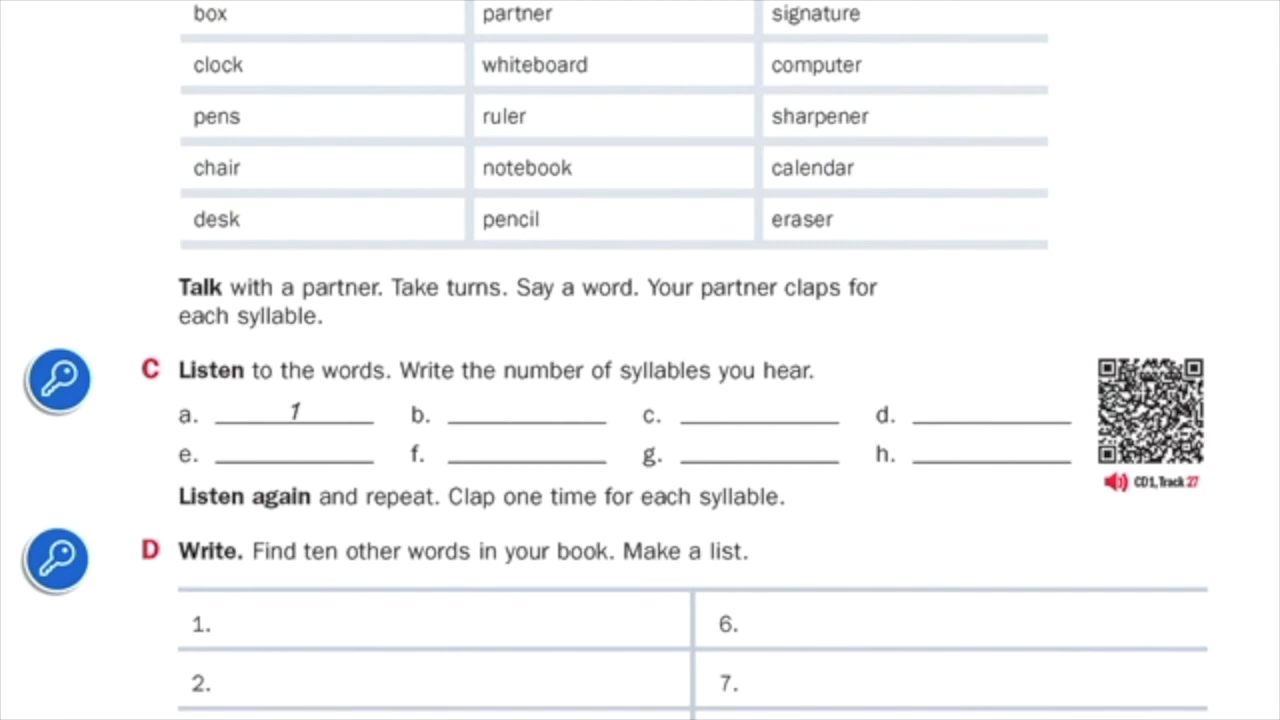 box partner signature
clock whiteboard computer
pens ruler sharpener
chair notebook calendar
desk pencil eraser
Talk with a partner. Take turns. Say a word. Your partner claps for
each syllable.
C Listen to the words. Write the number of syllables you hear.
a. 1 b. c. d.
e. f. g. h.
CD1, Track 27
Listen again and repeat. Clap one time for each syllable.
D Write. Find ten other words in your book. Make a list.
1. 6.
2. 7.